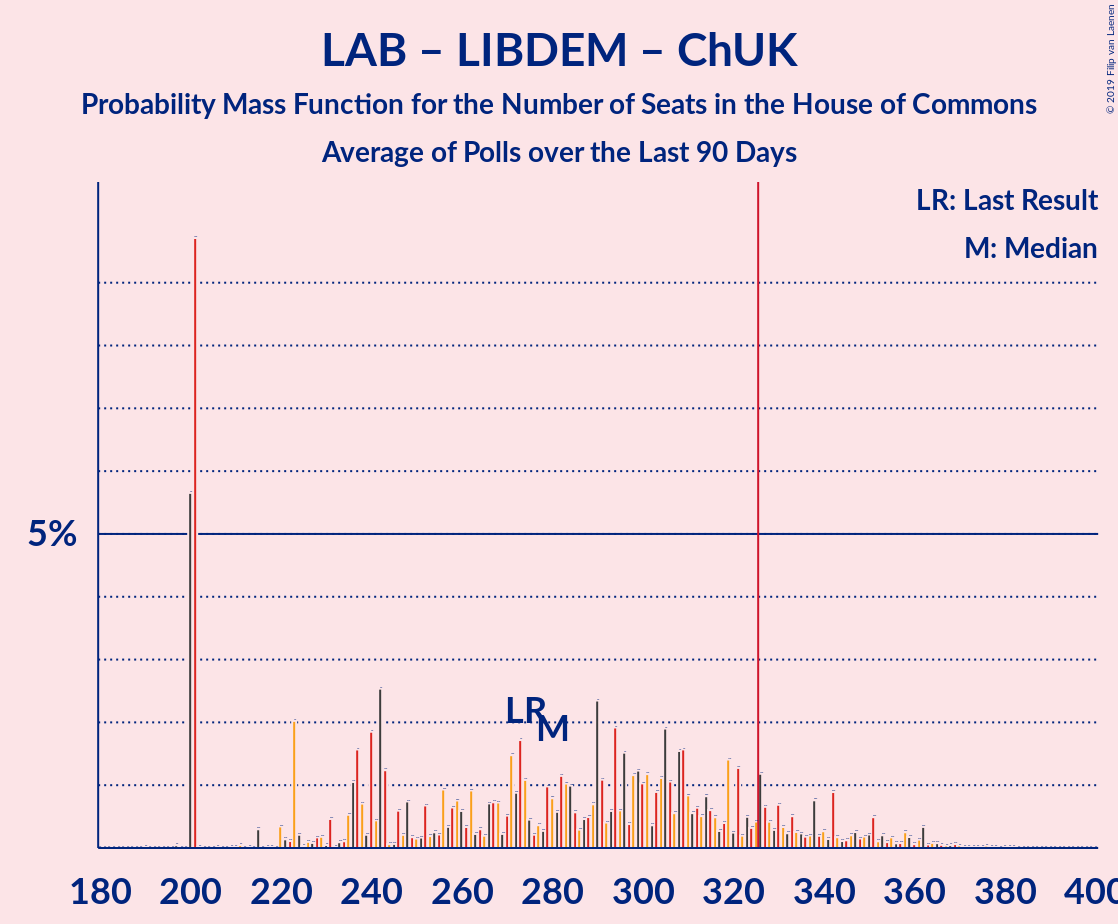 LAB – LIBDEM – ChUK
Probability Mass Function for the Number of Seats in the House of Commons
Average of Polls over the Last 90 Days
© 2019 Filip van Laenen
LR: Last Result
M: Median
5%
LR
M
180 200 220 240 260 280 300 320 340 360 380 400